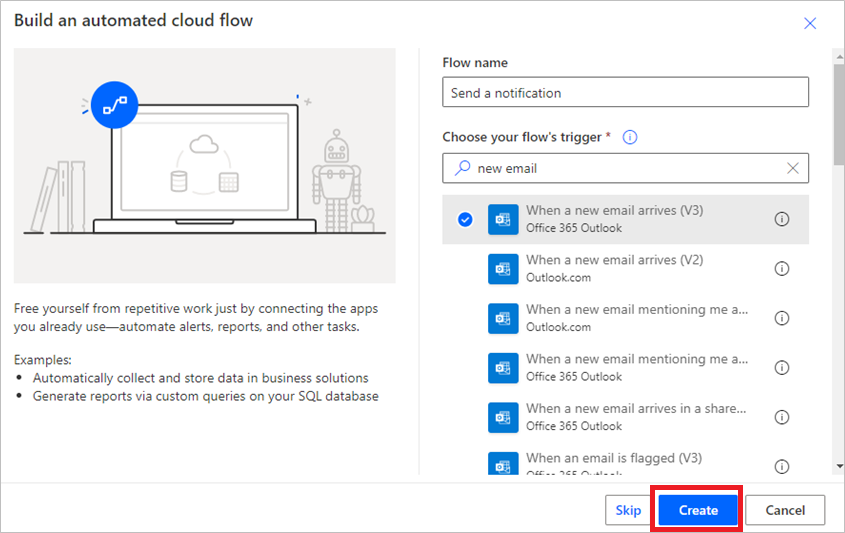 Build an automated cloud flow
Free yourself from repetitive work just by connecting the apps
you already use—automate alerts, reports, and other tasks.
Examples:
• Automatically collect and store data in business solutions
• Generate reports via custom queries on your SQL database
Flow name
Send a notification
Choose your flow's trigger *
new email
When a new email arrives (V3)
Office 365 Outlook
When a new email arrives (V2)
Outlook.com
When a new email mentioning me a...
Outlook.com
When a new email mentioning me a...
Office 365 Outlook
When a new email arrives in a share...
Office 365 Outlook
When an email is flagged (V3)
Office 365 Outlook
Skip
Create
Cancel